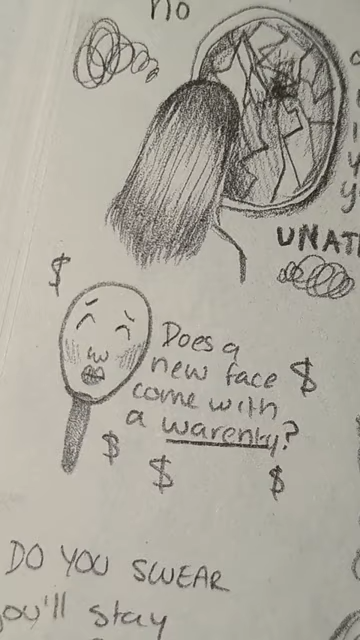 no
UNAT
$
Does a
new face $
come with
a warenty?
$ $ $
DO YOU SWEAR
you'll stay